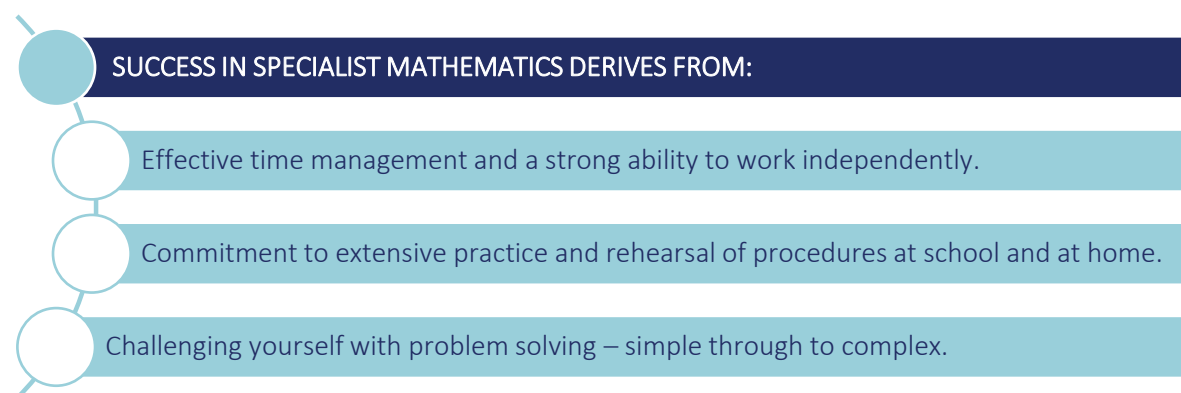 SUCCESS IN SPECIALIST MATHEMATICS DERIVES FROM:
Effective time management and a strong ability to work independently.
Commitment to extensive practice and rehearsal of procedures at school and at home.
Challenging yourself with problem solving – simple through to complex.